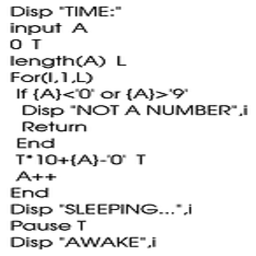 Disp "TIME:"
input A
0 T
length(A) L
For(I,1,L)
If {A}<'0' or {A}>'9'
Disp "NOT A NUMBER",i
Return
End
T*10+{A}-'0' T
A++
End
Disp "SLEEPING...",i
Pause T
Disp "AWAKE",i